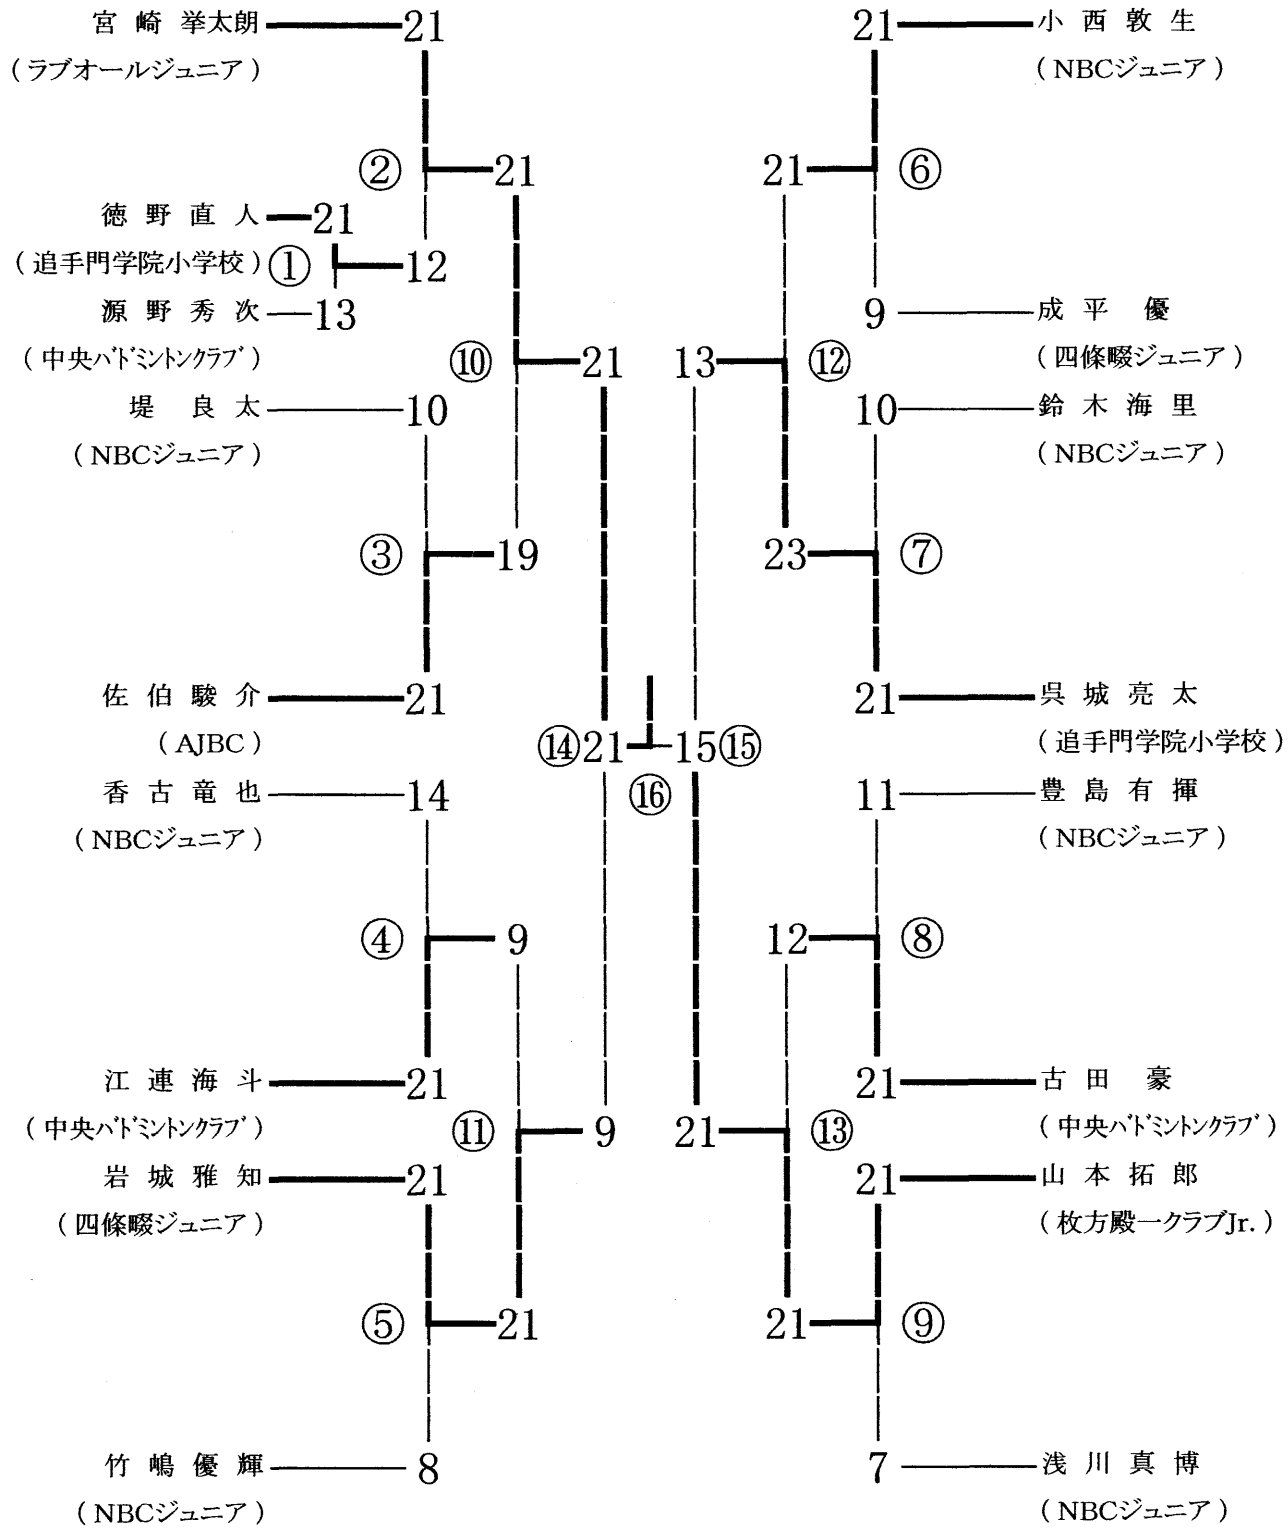 宮崎挙太朗 21 21 小西敦生
(ラブオールジュニア) (NBCジュニア)
② 21 21 ⑥
徳野直人 21
(追手門学院小学校) ① 12
源野秀次 13 9 成平優
(中央バドミントンクラブ) ⑩ 21 13 ⑫ (四條畷ジュニア)
堤良太 10 10 鈴木海里
(NBCジュニア) (NBCジュニア)
③ 19 23 ⑦
佐伯駿介 21 21 呉城亮太
(AJBC) ⑭ 21 15 ⑮ (追手門学院小学校)
香古竜也 14 ⑯ 11 豊島有揮
(NBCジュニア) (NBCジュニア)
④ 9 12 ⑧
江連海斗 21 21 古田豪
(中央バドミントンクラブ) ⑪ 9 21 ⑬ (中央バドミントンクラブ)
岩城雅知 21 21 山本拓郎
(四條畷ジュニア) (枚方殿一クラブJr.)
⑤ 21 21 ⑨
竹嶋優輝 8 7 浅川真博
(NBCジュニア) (NBCジュニア)